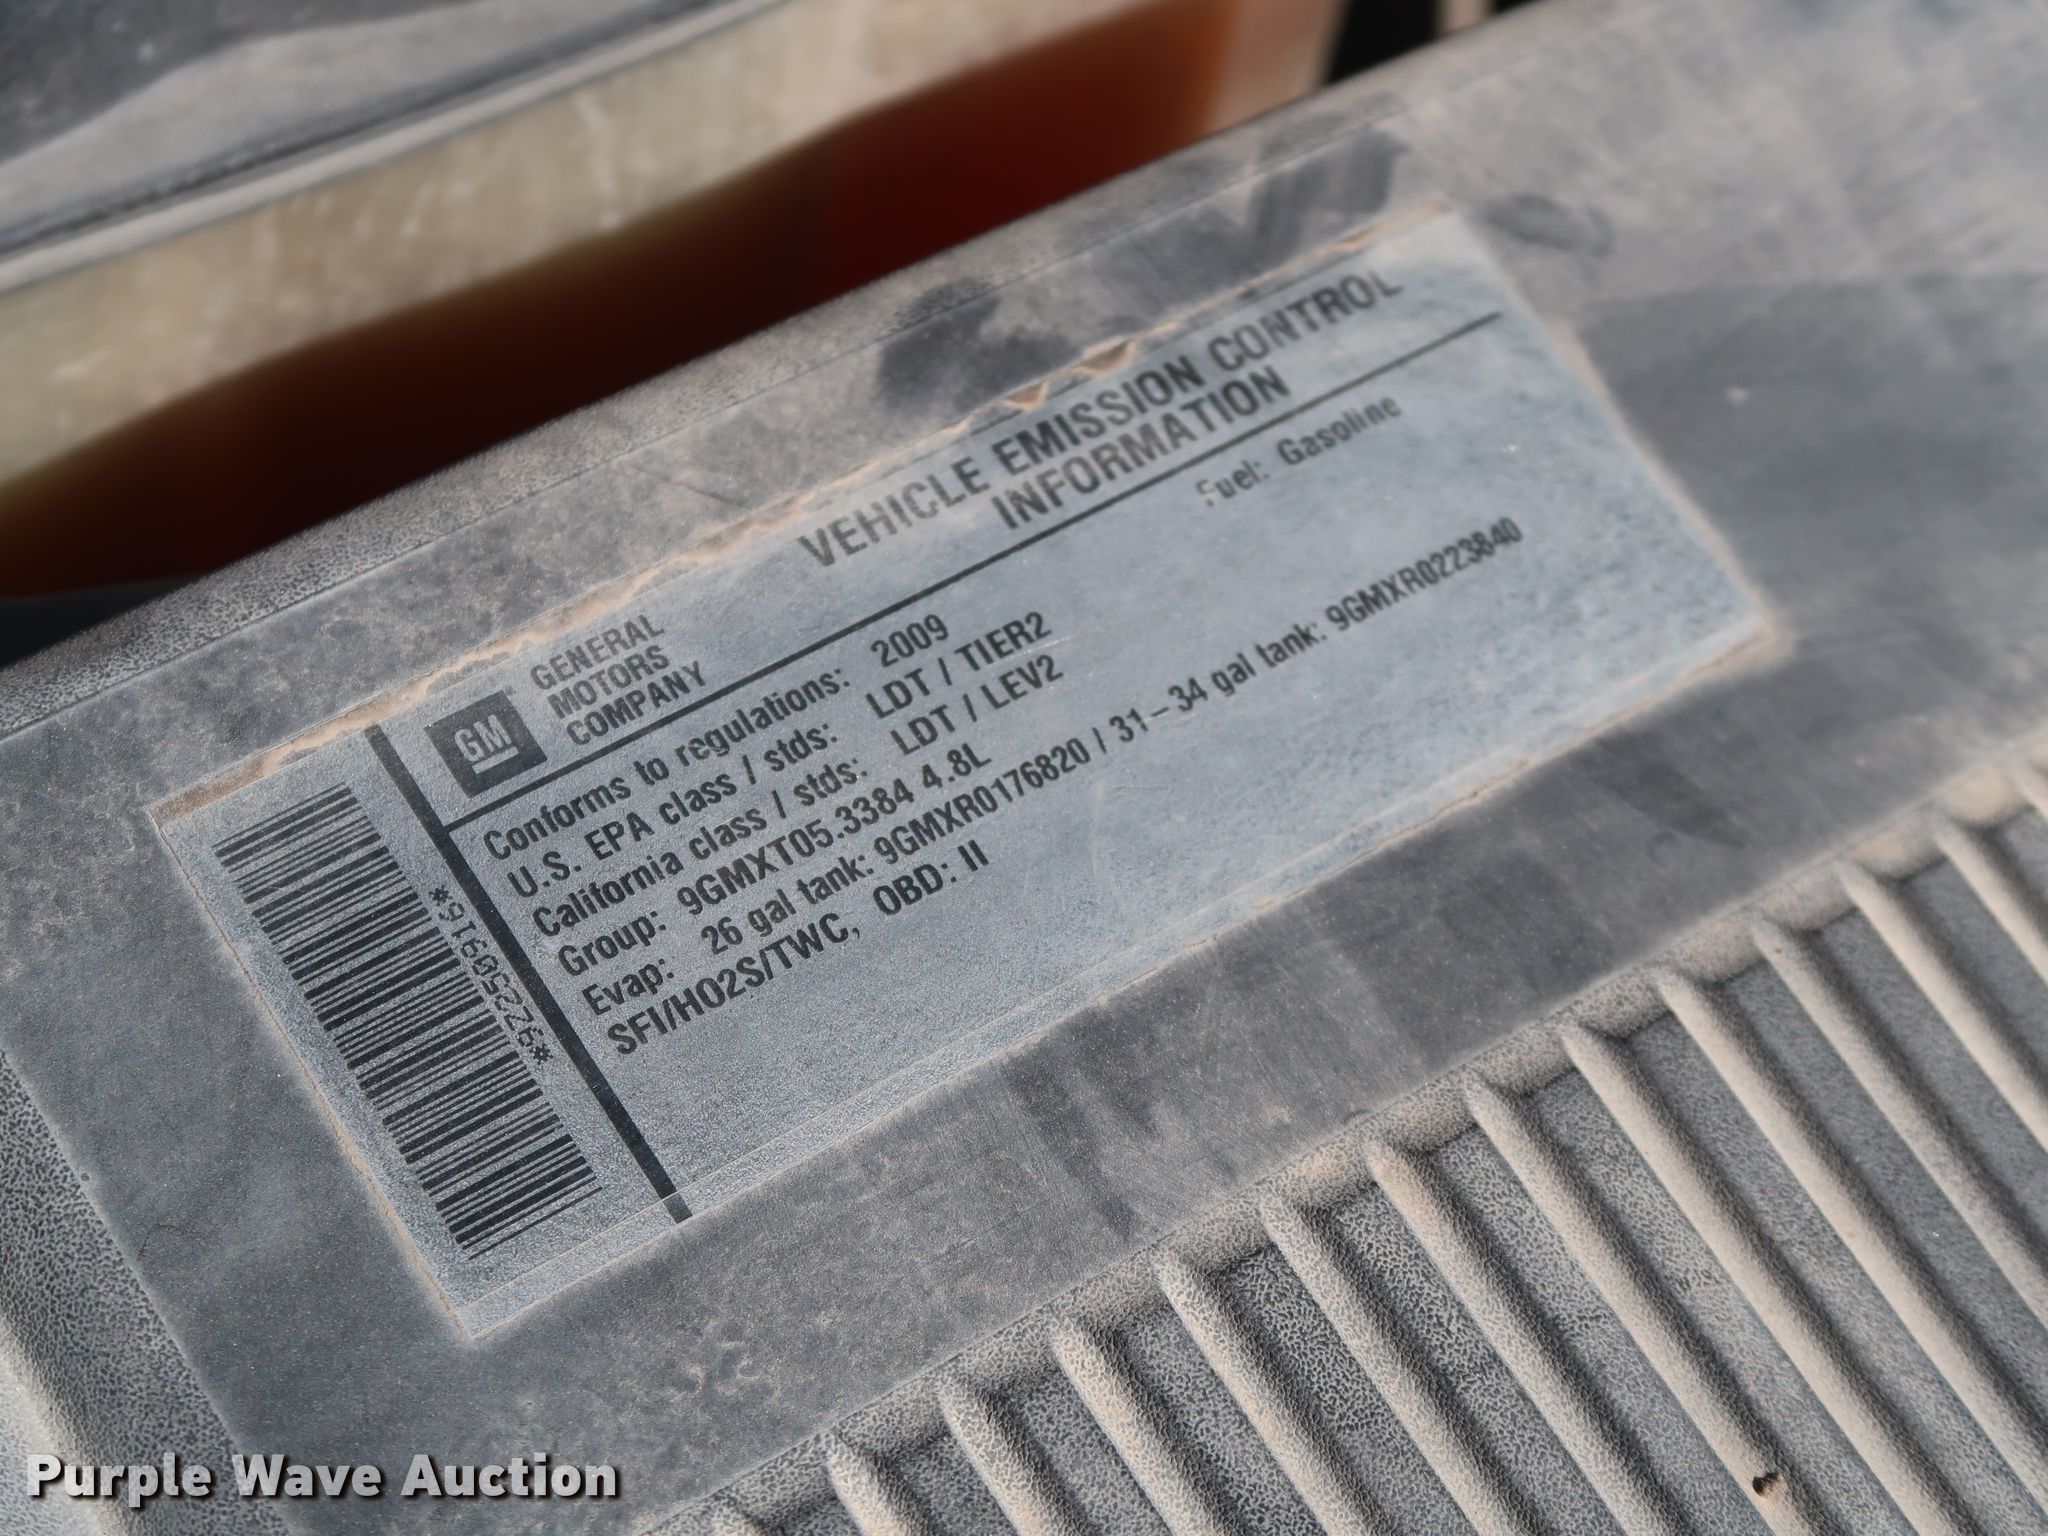 VEHICLE EMISSION CONTROL
INFORMATION
GM
GENERAL
MOTORS
COMPANY
Fuel: Gasoline
Conforms to regulations: 2009
U.S. EPA class / stds: LDT / TIER2
California class / stds: LDT / LEV2
Group: 9GMXT05.3384 4.8L
Evap: 26 gal tank: 9GMXR0176820 / 31-34 gal tank: 9GMXR0223840
SFI/HO2S/TWC, OBD: II
*92250916*
Purple Wave Auction